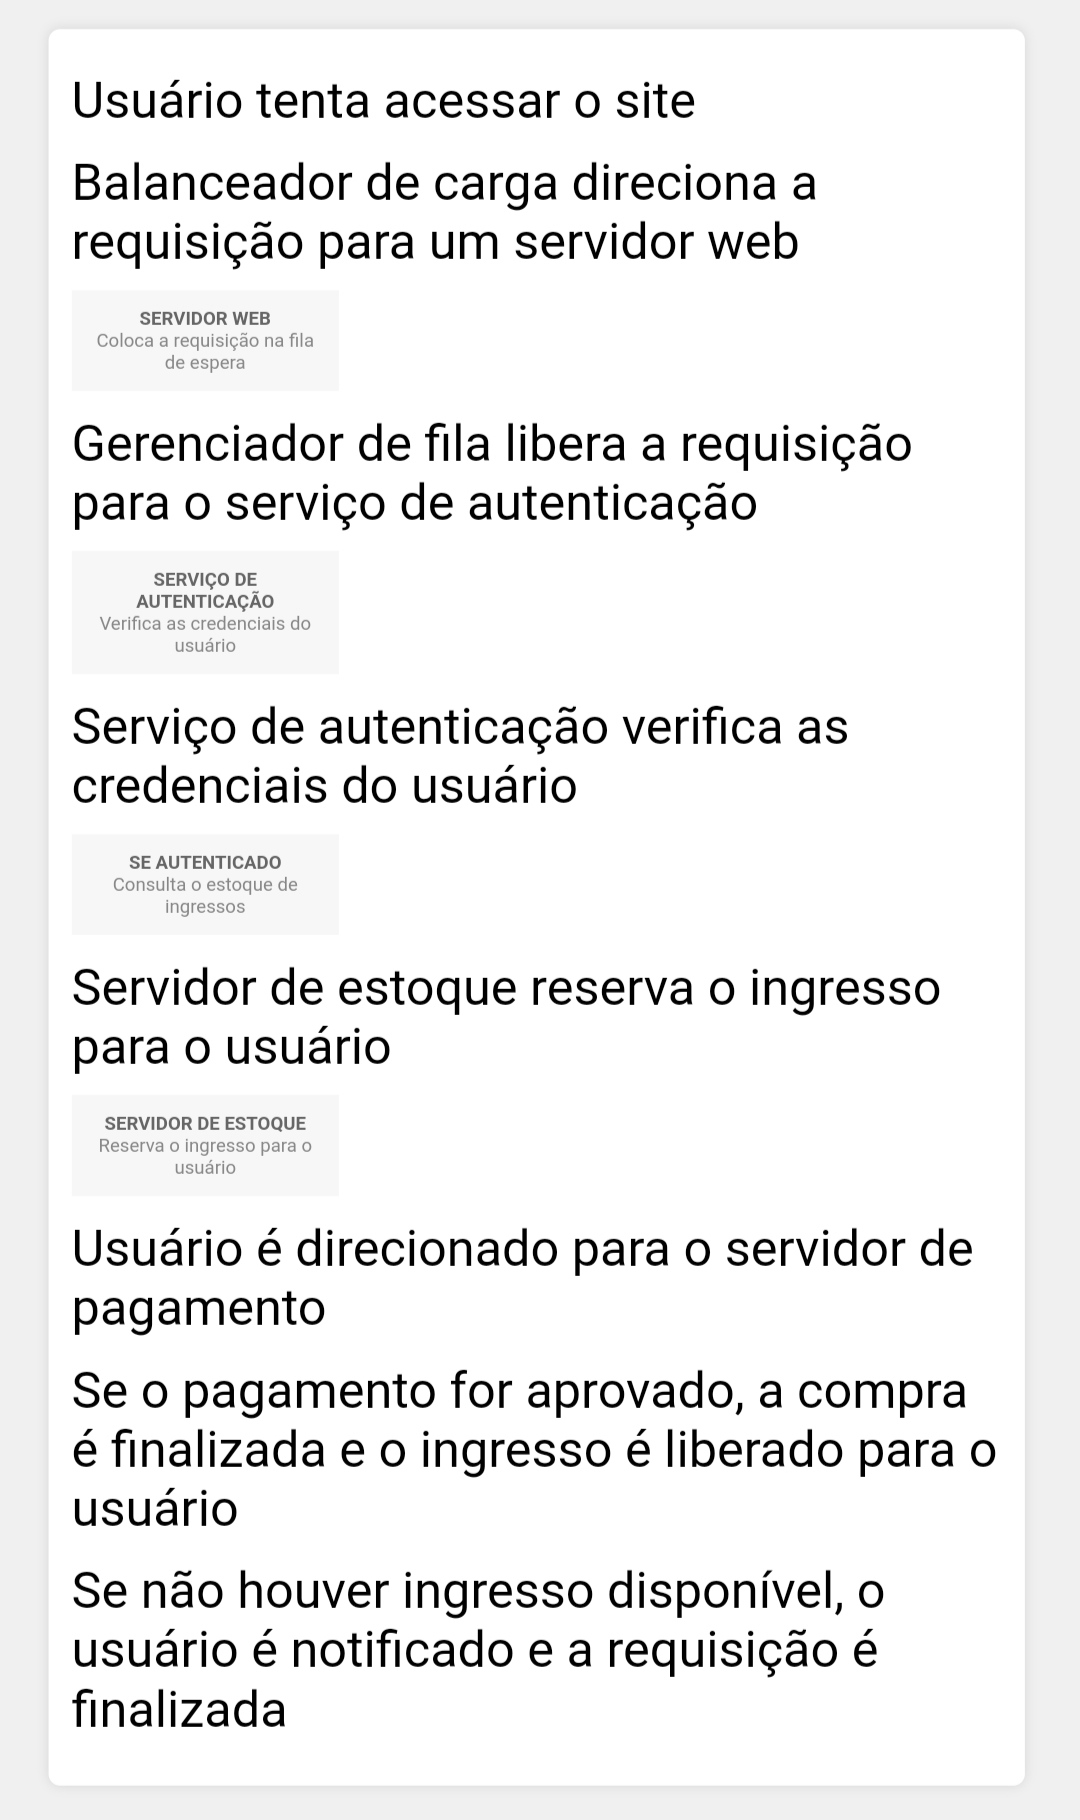 Usuário tenta acessar o site
Balanceador de carga direciona a
requisição para um servidor web
SERVIDOR WEB
Coloca a requisição na fila
de espera
Gerenciador de fila libera a requisição
para o serviço de autenticação
SERVIÇO DE
AUTENTICAÇÃO
Verifica as credenciais do
usuário
Serviço de autenticação verifica as
credenciais do usuário
SE AUTENTICADO
Consulta o estoque de
ingressos
Servidor de estoque reserva o ingresso
para o usuário
SERVIDOR DE ESTOQUE
Reserva o ingresso para o
usuário
Usuário é direcionado para o servidor de
pagamento
Se o pagamento for aprovado, a compra
é finalizada e o ingresso é liberado para o
usuário
Se não houver ingresso disponível, o
usuário é notificado e a requisição é
finalizada